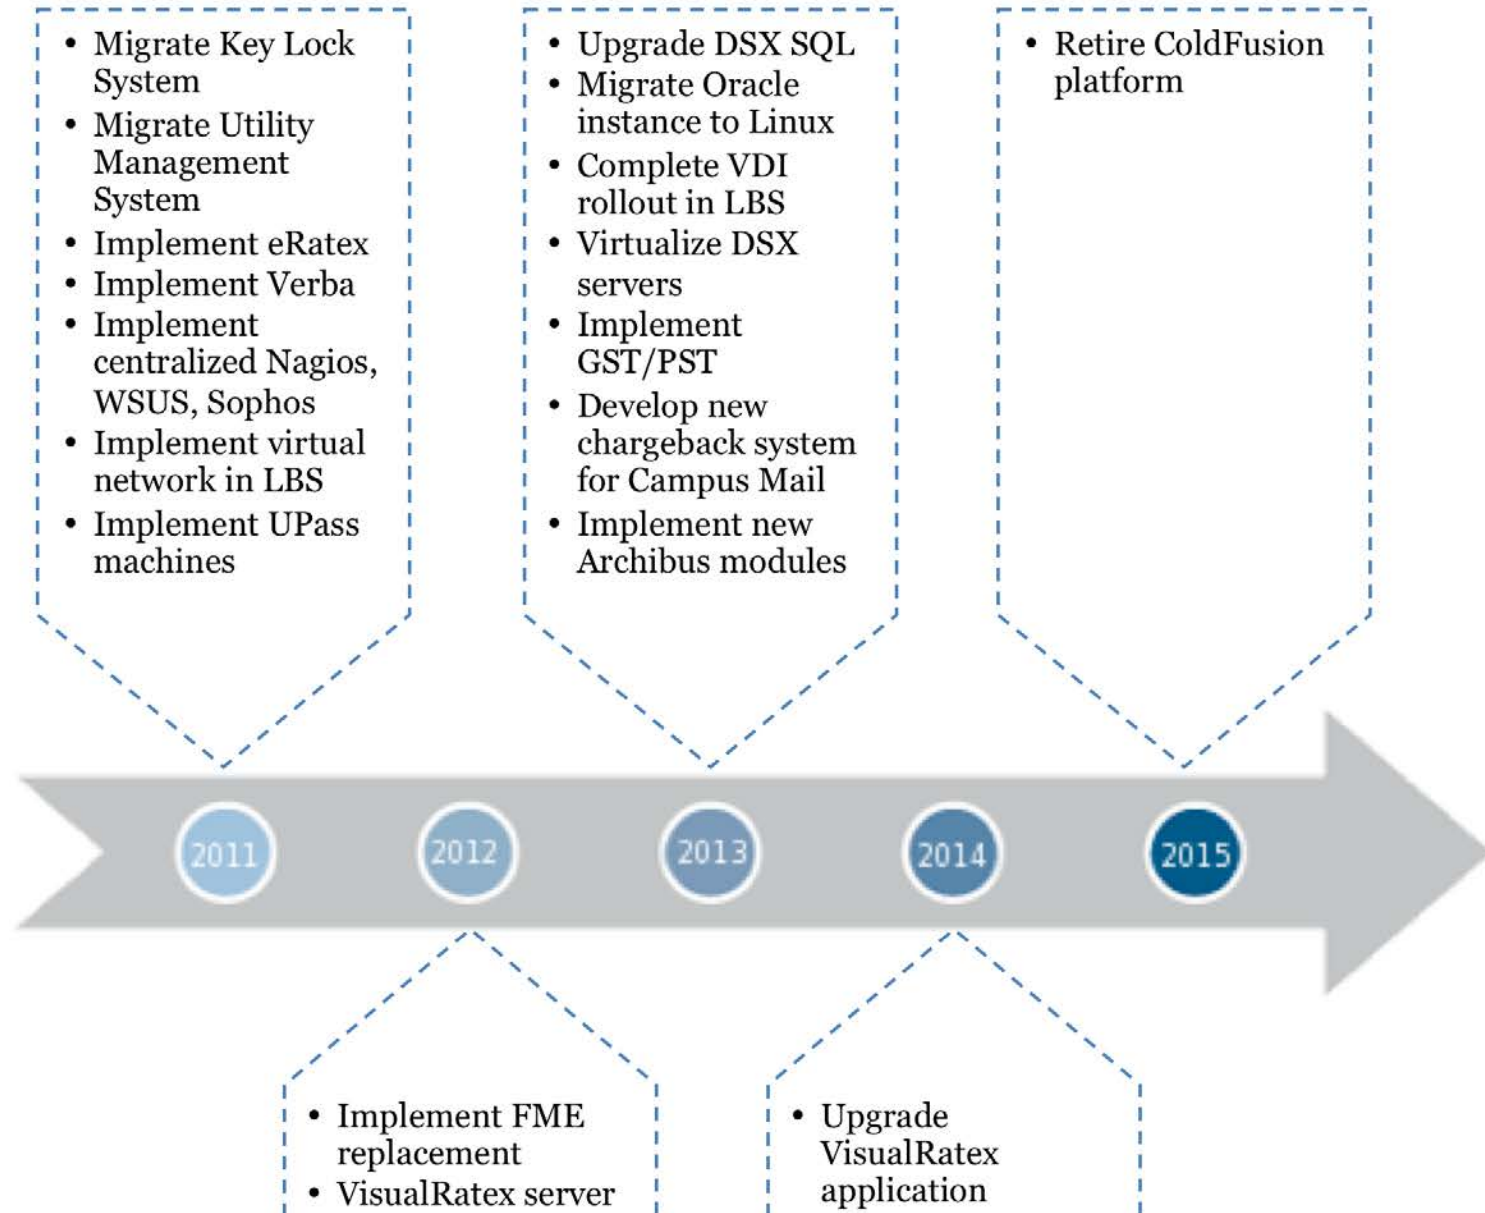 • Migrate Key Lock
System
• Migrate Utility
Management
System
• Implement eRatex
• Implement Verba
• Implement
centralized Nagios,
WSUS, Sophos
• Implement virtual
network in LBS
• Implement UPass
machines
• Upgrade DSX SQL
• Migrate Oracle
instance to Linux
• Complete VDI
rollout in LBS
• Virtualize DSX
servers
• Implement
GST/PST
• Develop new
chargeback system
for Campus Mail
• Implement new
Archibus modules
• Retire ColdFusion
platform
2011
2012
2013
2014
2015
• Implement FME
replacement
• VisualRatex server
• Upgrade
VisualRatex
application